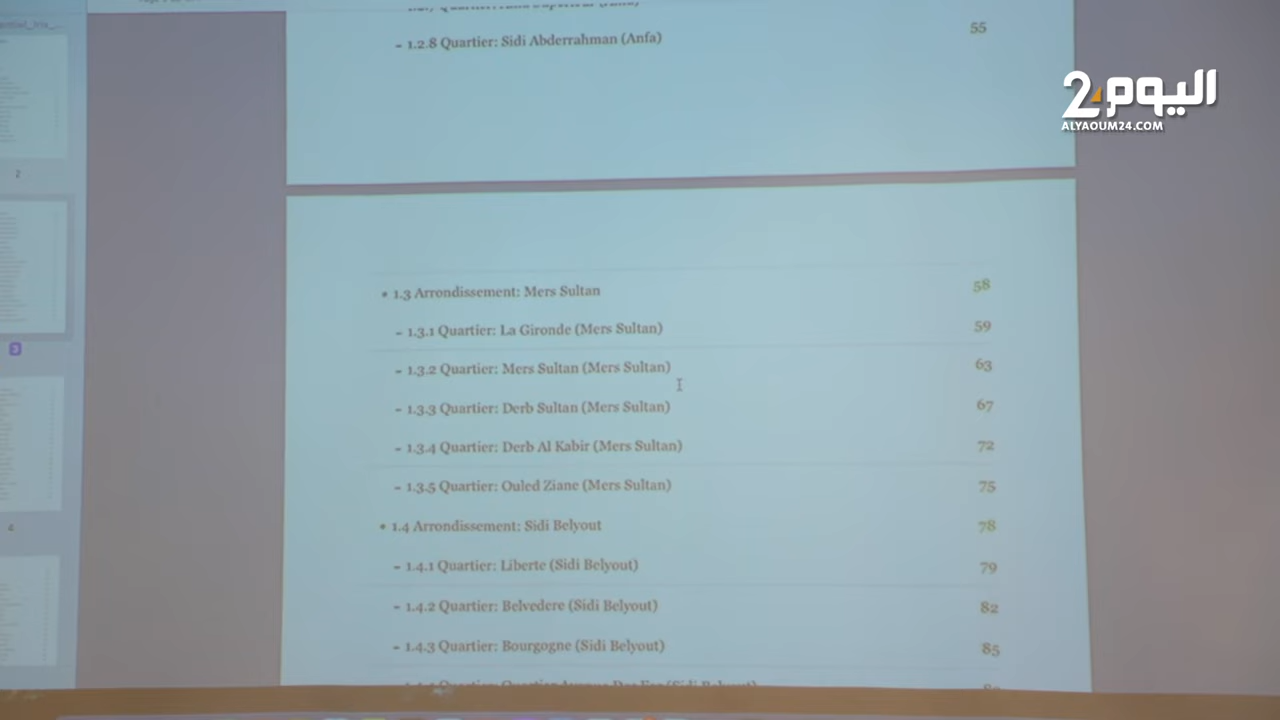 - 1.2.8 Quartier: Sidi Abderrahman (Anfa) 55
اليوم 24
ALYAOUM24.COM
2
• 1.3 Arrondissement: Mers Sultan 58
- 1.3.1 Quartier: La Gironde (Mers Sultan) 59
3
- 1.3.2 Quartier: Mers Sultan (Mers Sultan) 63
- 1.3.3 Quartier: Derb Sultan (Mers Sultan) 67
- 1.3.4 Quartier: Derb Al Kabir (Mers Sultan) 72
- 1.3.5 Quartier: Ouled Ziane (Mers Sultan) 75
• 1.4 Arrondissement: Sidi Belyout 78
4
- 1.4.1 Quartier: Liberte (Sidi Belyout) 79
- 1.4.2 Quartier: Belvedere (Sidi Belyout) 82
- 1.4.3 Quartier: Bourgogne (Sidi Belyout) 85